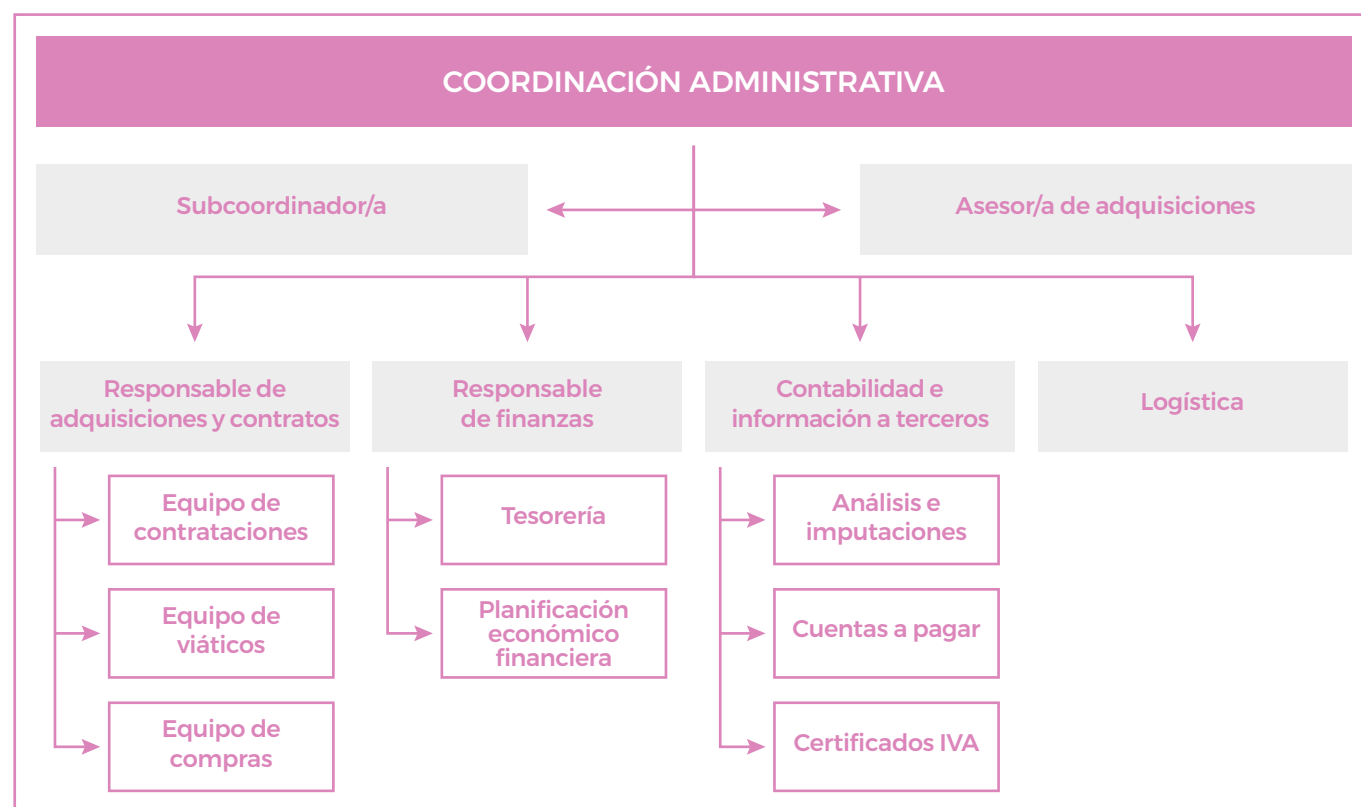 COORDINACIÓN ADMINISTRATIVA
Subcoordinador/a
Asesor/a de adquisiciones
Responsable de
adquisiciones y contratos
Responsable
de finanzas
Contabilidad e
información a terceros
Logística
Equipo de
contrataciones
Equipo de
viáticos
Equipo de
compras
Tesorería
Planificación
económico
financiera
Análisis e
imputaciones
Cuentas a pagar
Certificados IVA